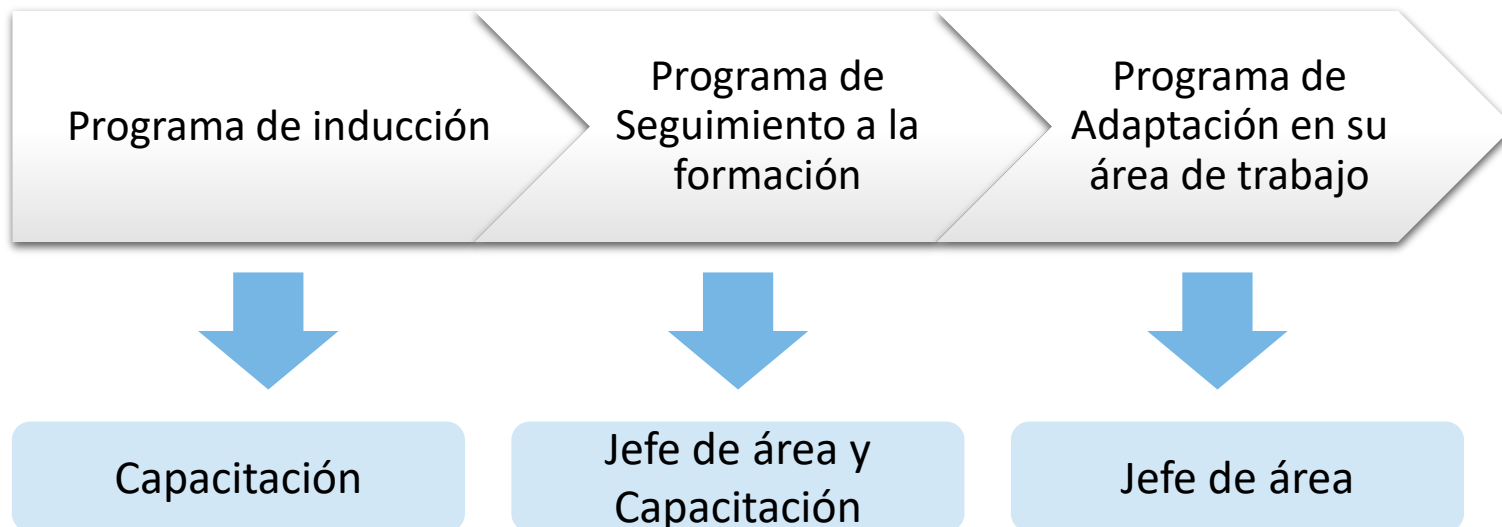 Programa de inducción
Programa de
Seguimiento a la
formación
Programa de
Adaptación en su
área de trabajo
Capacitación
Jefe de área y
Capacitación
Jefe de área